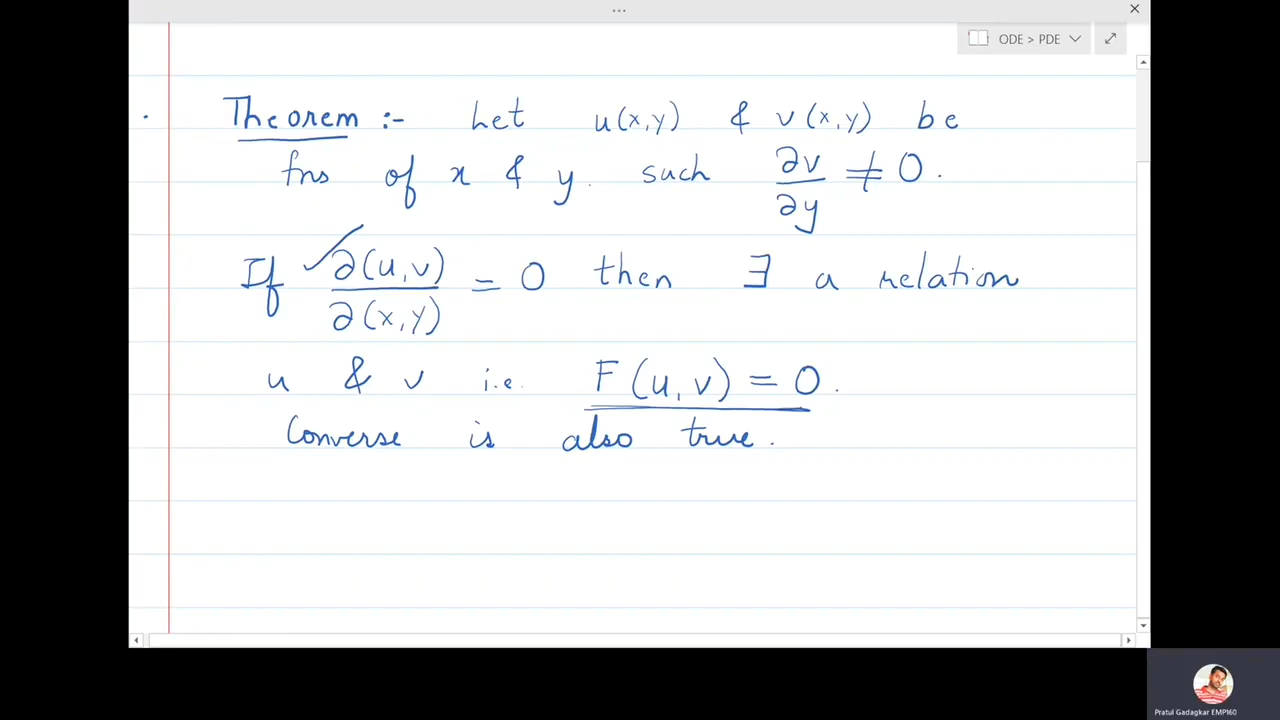 ODE > PDE
Theorem :- Let u(x,y) & v(x,y) be
fns of x & y. such ∂v/∂y ≠ 0.
If ∂(u,v)/∂(x,y) = 0 then ∃ a relation
u & v i.e. F(u,v) = 0.
Converse is also true.
Pratul Gadagkar EMP160